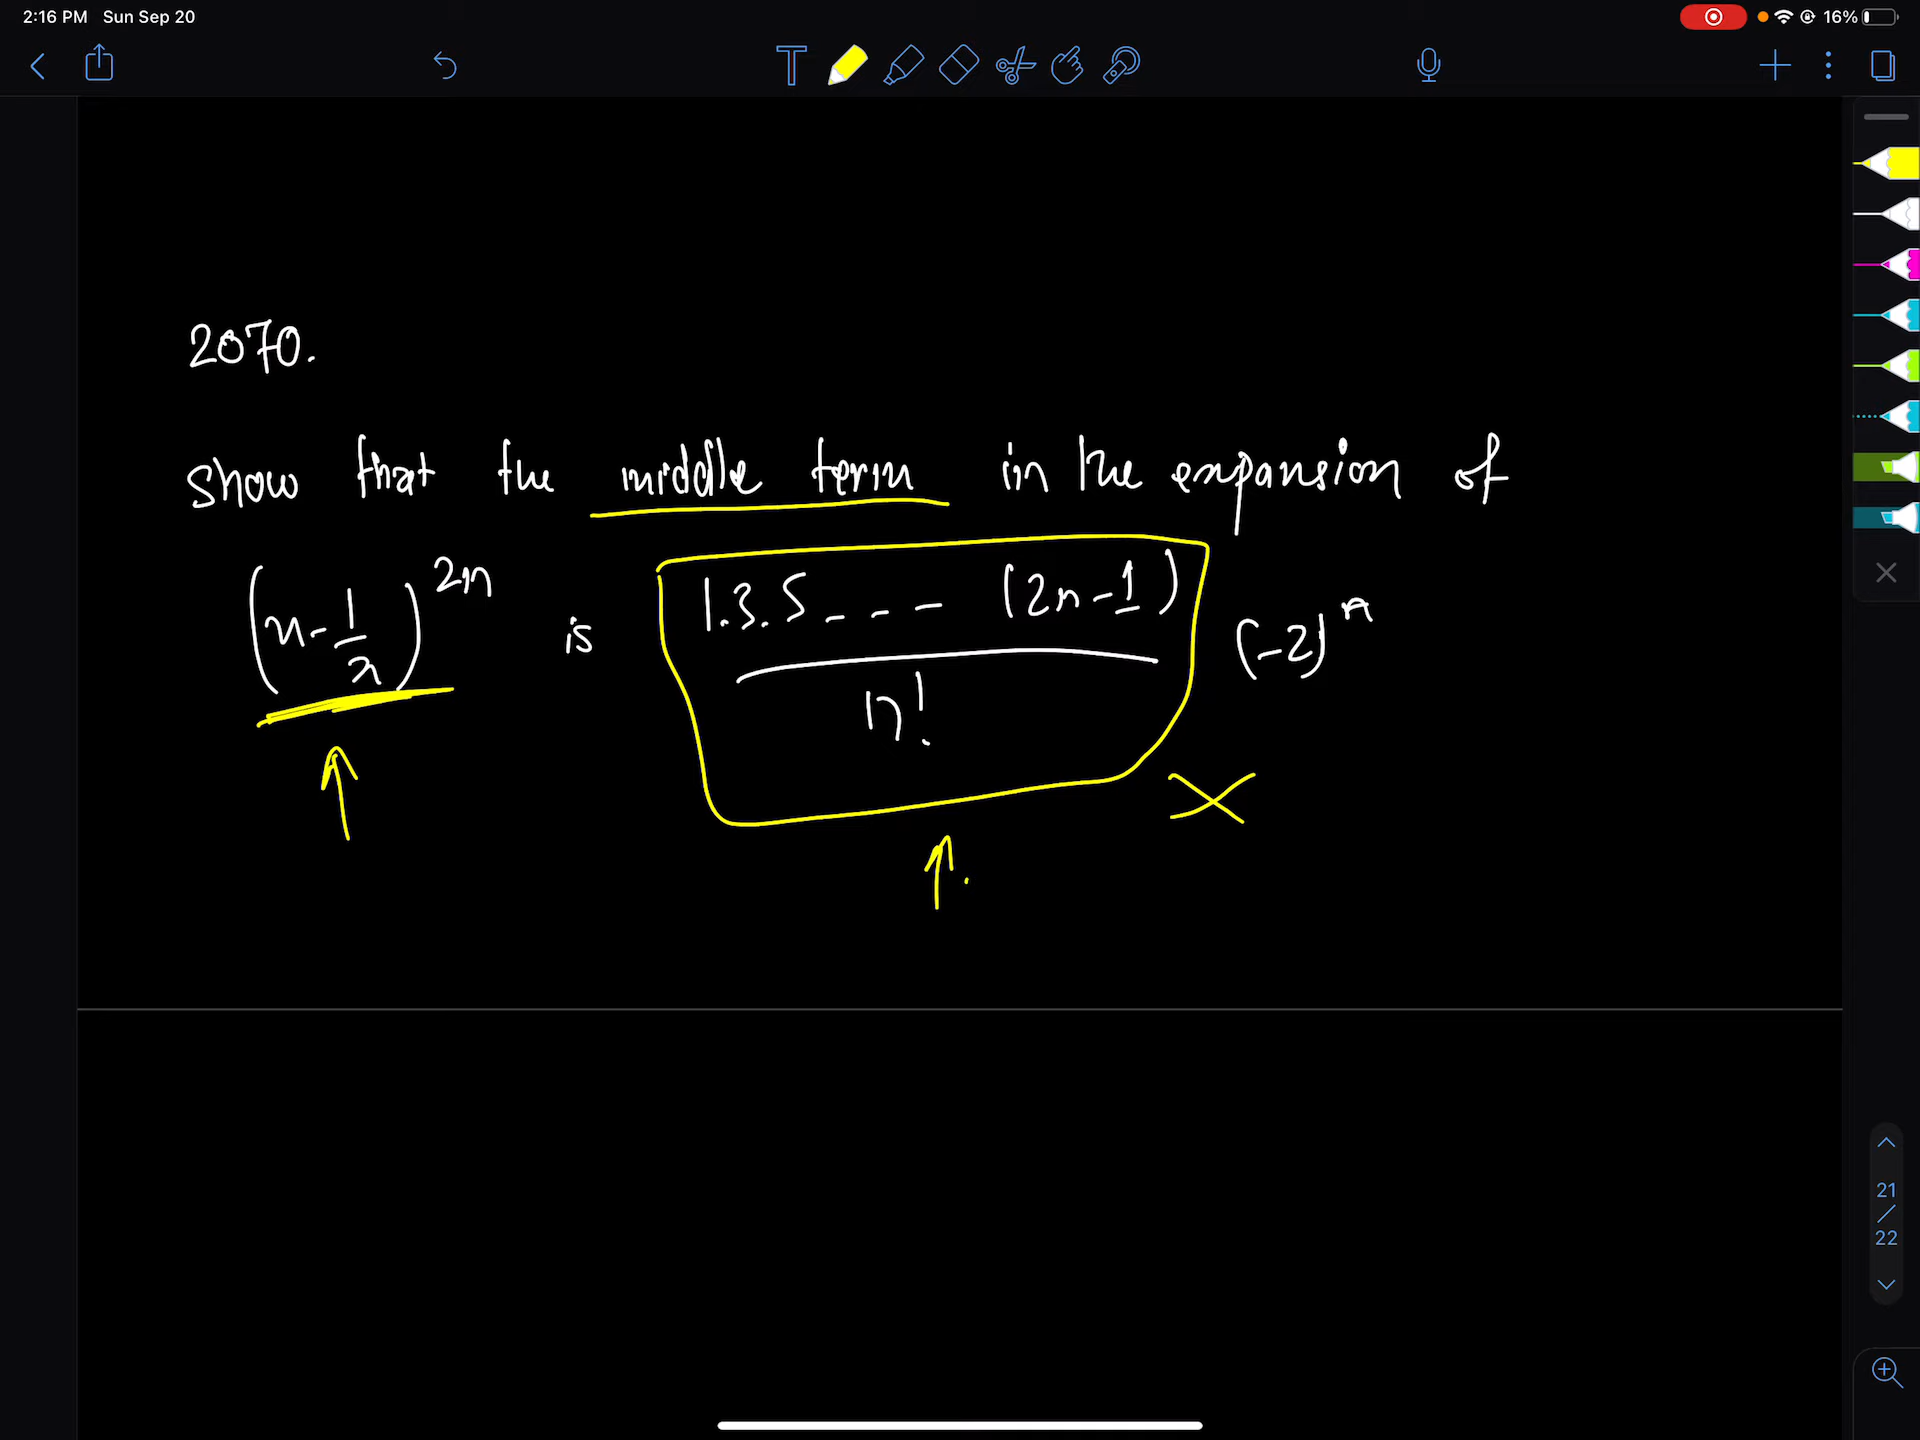 2:16 PM Sun Sep 20
16%
2070.
show that the middle term in the expansion of
(x - 1/x)^2n is 1.3.5 - - - (2n-1) / n! (-2)^n
21
/
22